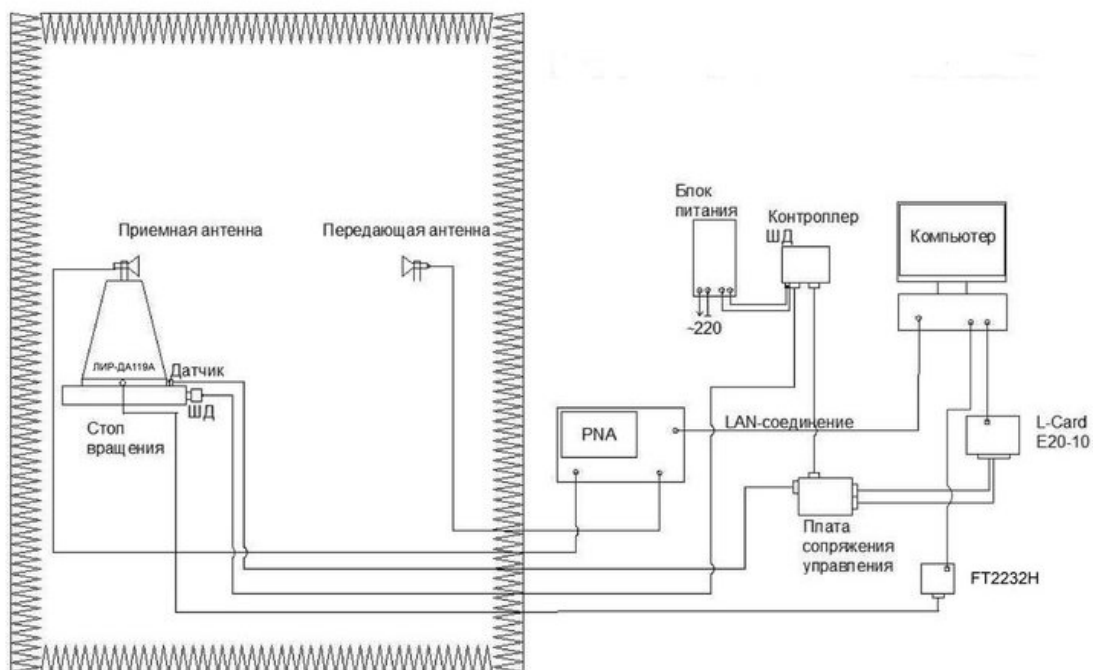 Приемная антенна
Передающая антенна
ЛИР-ДА119А
Датчик
ШД
Стоп
вращения
Блок
питания
~220
Контроллер
ШД
Компьютер
PNA
LAN-соединение
L-Card
E20-10
Плата
сопряжения
управления
FT2232H